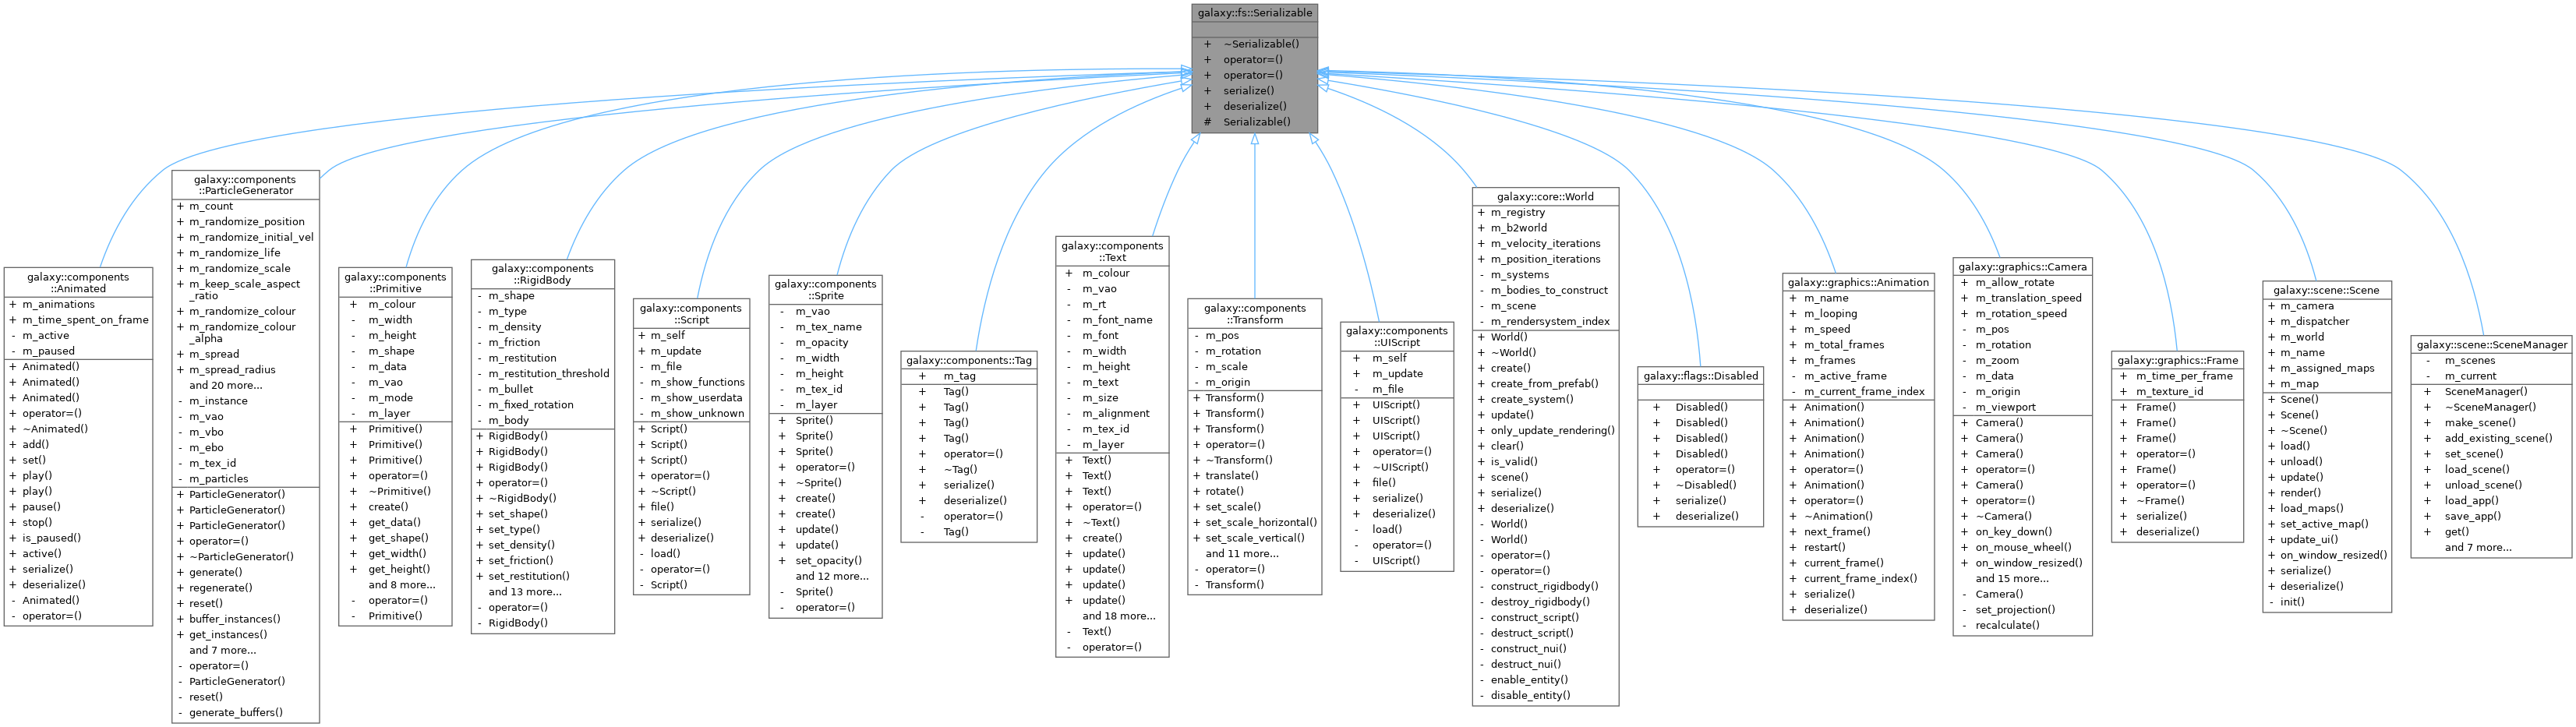 galaxy::fs::Serializable
+ ~Serializable()
+ operator=()
+ operator=()
+ serialize()
+ deserialize()
# Serializable()
galaxy::components
::Animated
+ m_animations
+ m_time_spent_on_frame
- m_active
- m_paused
+ Animated()
+ Animated()
+ Animated()
+ operator=()
+ ~Animated()
+ add()
+ set()
+ play()
+ play()
+ pause()
+ stop()
+ is_paused()
+ active()
+ serialize()
+ deserialize()
- Animated()
- operator=()
galaxy::components
::ParticleGenerator
+ m_count
+ m_randomize_position
+ m_randomize_initial_vel
+ m_randomize_life
+ m_randomize_scale
+ m_keep_scale_aspect
_ratio
+ m_randomize_colour
+ m_randomize_colour
_alpha
+ m_spread
+ m_spread_radius
and 20 more...
- m_instance
- m_vao
- m_vbo
- m_ebo
- m_tex_id
- m_particles
+ ParticleGenerator()
+ ParticleGenerator()
+ ParticleGenerator()
+ operator=()
+ ~ParticleGenerator()
+ generate()
+ regenerate()
+ reset()
+ buffer_instances()
+ get_instances()
and 7 more...
- operator=()
- ParticleGenerator()
- reset()
- generate_buffers()
galaxy::components
::Primitive
+ m_colour
- m_width
- m_height
- m_shape
- m_data
- m_vao
- m_mode
- m_layer
+ Primitive()
+ Primitive()
+ Primitive()
+ operator=()
+ ~Primitive()
+ create()
+ get_data()
+ get_shape()
+ get_width()
+ get_height()
and 8 more...
- operator=()
- Primitive()
galaxy::components
::RigidBody
- m_shape
- m_type
- m_density
- m_friction
- m_restitution
- m_restitution_threshold
- m_bullet
- m_fixed_rotation
- m_body
+ RigidBody()
+ RigidBody()
+ RigidBody()
+ operator=()
+ ~RigidBody()
+ set_shape()
+ set_type()
+ set_density()
+ set_friction()
+ set_restitution()
and 13 more...
- operator=()
- RigidBody()
galaxy::components
::Script
+ m_self
+ m_update
- m_file
- m_show_functions
- m_show_userdata
- m_show_unknown
+ Script()
+ Script()
+ Script()
+ operator=()
+ ~Script()
+ file()
+ serialize()
+ deserialize()
- load()
- operator=()
- Script()
galaxy::components
::Sprite
- m_vao
- m_tex_name
- m_opacity
- m_width
- m_height
- m_tex_id
- m_layer
+ Sprite()
+ Sprite()
+ Sprite()
+ operator=()
+ ~Sprite()
+ create()
+ create()
+ update()
+ update()
+ set_opacity()
and 12 more...
- Sprite()
- operator=()
galaxy::components::Tag
+ m_tag
+ Tag()
+ Tag()
+ Tag()
+ Tag()
+ operator=()
+ ~Tag()
+ serialize()
+ deserialize()
- operator=()
- Tag()
galaxy::components
::Text
+ m_colour
- m_vao
- m_rt
- m_font_name
- m_font
- m_width
- m_height
- m_text
- m_size
- m_alignment
- m_tex_id
- m_layer
+ Text()
+ Text()
+ Text()
+ operator=()
+ ~Text()
+ create()
+ update()
+ update()
+ update()
+ update()
and 18 more...
- Text()
- operator=()
galaxy::components
::Transform
- m_pos
- m_rotation
- m_scale
- m_origin
+ Transform()
+ Transform()
+ Transform()
+ operator=()
+ ~Transform()
+ translate()
+ rotate()
+ set_scale()
+ set_scale_horizontal()
+ set_scale_vertical()
and 11 more...
- operator=()
- Transform()
galaxy::components
::UIScript
+ m_self
+ m_update
- m_file
+ UIScript()
+ UIScript()
+ UIScript()
+ operator=()
+ ~UIScript()
+ file()
+ serialize()
+ deserialize()
- load()
- operator=()
- UIScript()
galaxy::core::World
+ m_registry
+ m_b2world
+ m_velocity_iterations
+ m_position_iterations
- m_systems
- m_bodies_to_construct
- m_scene
- m_rendersystem_index
+ World()
+ ~World()
+ create()
+ create_from_prefab()
+ create_system()
+ update()
+ only_update_rendering()
+ clear()
+ is_valid()
+ scene()
+ serialize()
+ deserialize()
- World()
- World()
- operator=()
- operator=()
- construct_rigidbody()
- destroy_rigidbody()
- construct_script()
- destruct_script()
- construct_nui()
- destruct_nui()
- enable_entity()
- disable_entity()
galaxy::flags::Disabled
+ Disabled()
+ Disabled()
+ Disabled()
+ Disabled()
+ operator=()
+ ~Disabled()
+ serialize()
+ deserialize()
galaxy::graphics::Animation
+ m_name
+ m_looping
+ m_speed
+ m_total_frames
+ m_frames
- m_active_frame
- m_current_frame_index
+ Animation()
+ Animation()
+ Animation()
+ Animation()
+ operator=()
+ Animation()
+ operator=()
+ ~Animation()
+ next_frame()
+ restart()
+ current_frame()
+ current_frame_index()
+ serialize()
+ deserialize()
galaxy::graphics::Camera
+ m_allow_rotate
+ m_translation_speed
+ m_rotation_speed
- m_pos
- m_rotation
- m_zoom
- m_data
- m_origin
- m_viewport
+ Camera()
+ Camera()
+ Camera()
+ operator=()
+ Camera()
+ operator=()
+ ~Camera()
+ on_key_down()
+ on_mouse_wheel()
+ on_window_resized()
and 15 more...
- Camera()
- set_projection()
- recalculate()
galaxy::graphics::Frame
+ m_time_per_frame
+ m_texture_id
+ Frame()
+ Frame()
+ Frame()
+ operator=()
+ Frame()
+ operator=()
+ ~Frame()
+ serialize()
+ deserialize()
galaxy::scene::Scene
+ m_camera
+ m_dispatcher
+ m_world
+ m_name
+ m_assigned_maps
+ m_map
+ Scene()
+ Scene()
+ ~Scene()
+ load()
+ unload()
+ update()
+ render()
+ load_maps()
+ set_active_map()
+ update_ui()
+ on_window_resized()
+ serialize()
+ deserialize()
- init()
galaxy::scene::SceneManager
- m_scenes
- m_current
+ SceneManager()
+ ~SceneManager()
+ make_scene()
+ add_existing_scene()
+ set_scene()
+ load_scene()
+ unload_scene()
+ load_app()
+ save_app()
+ get()
and 7 more...